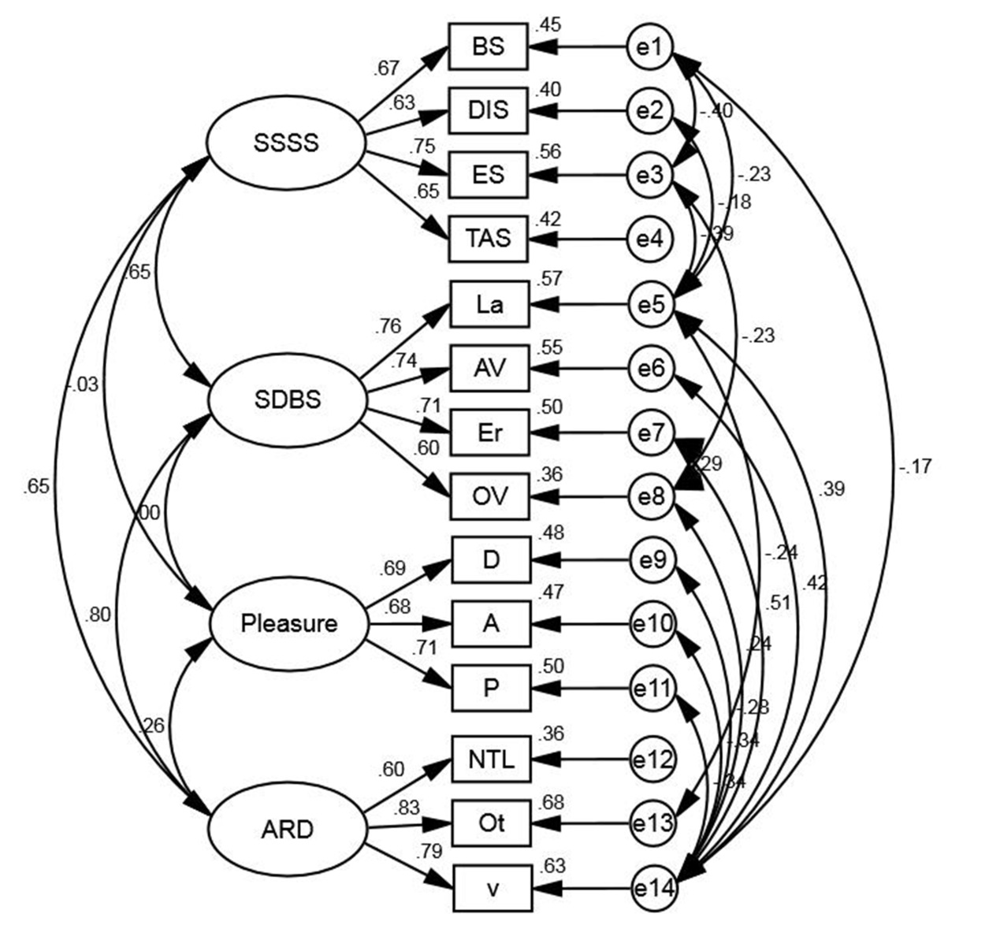 .45
BS
e1
.67
.40
-.40
.63
DIS
e2
SSSS
.75
.56
ES
e3
-.23
.65
-.18
.42
-.39
TAS
e4
.65
.57
La
e5
.76
-.23
.55
.74
AV
e6
-.03
SDBS
.71
.50
Er
e7
.60
.29
.36
-.17
.65
OV
e8
.39
.00
.48
-.24
.69
D
e9
.42
.47
.51
.68
.80
Pleasure
A
e10
.71
.24
.50
P
e11
-.28
.26
.36
-.34
.60
NTL
e12
-.34
.83
.68
ARD
Ot
e13
.79
.63
v
e14